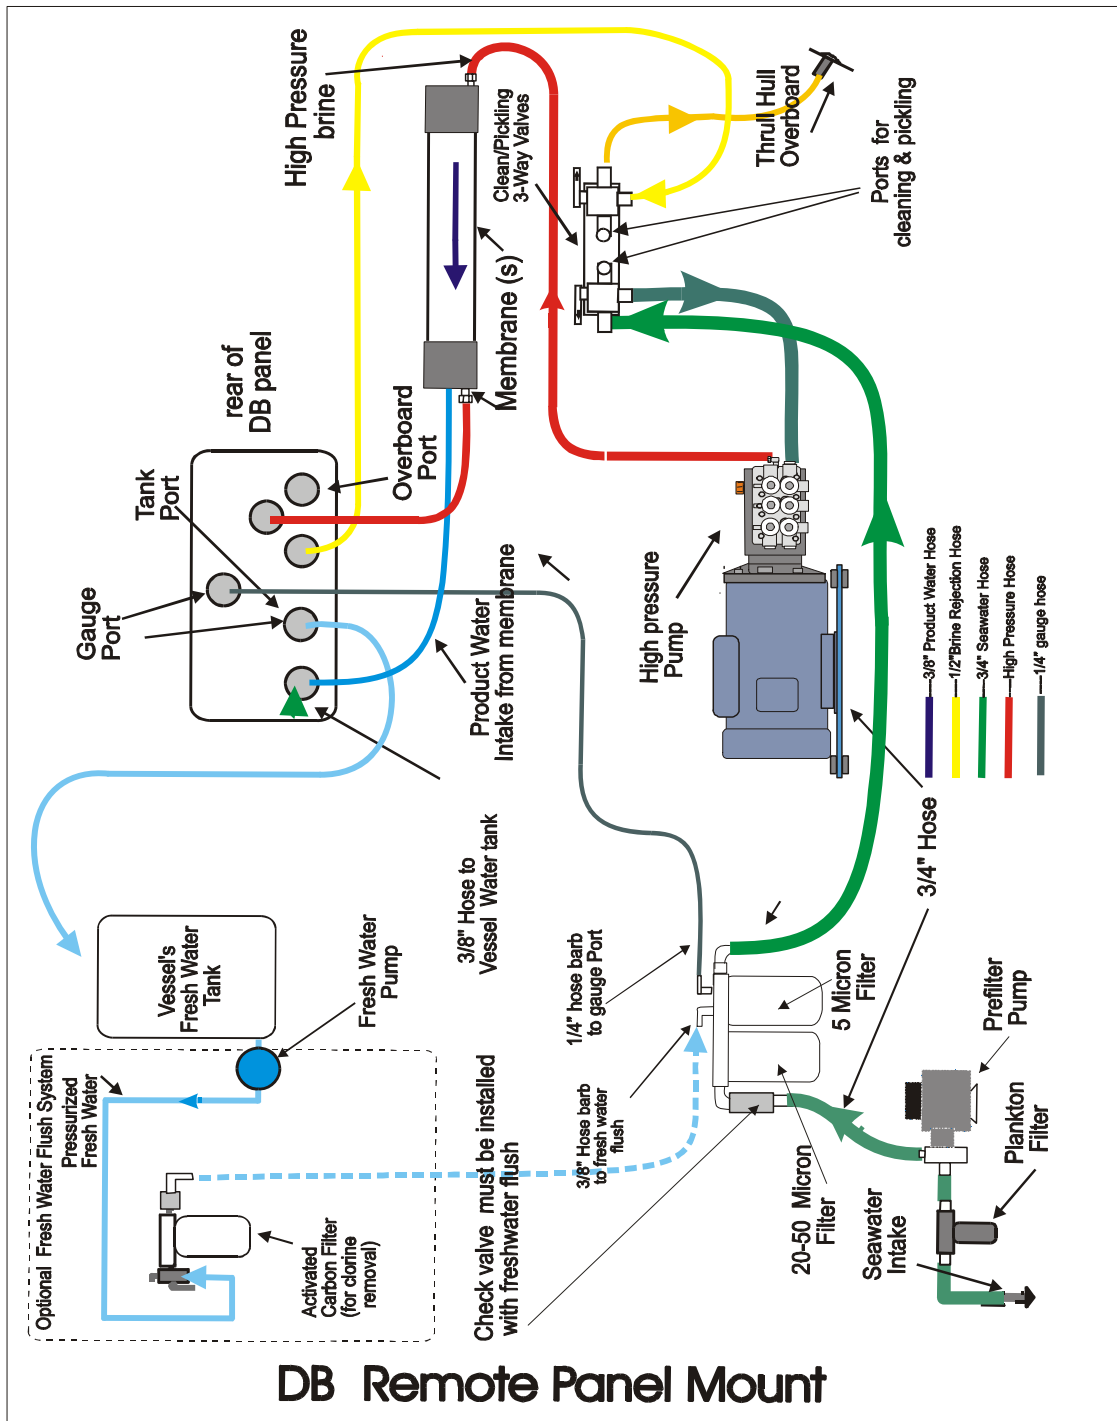 High Pressure
brine
Clean/Pickling
3-Way Valves
Thrull Hull
Overboard
Ports for
cleaning & pickling
Membrane (s)
rear of
DB panel
Overboard
Port
Tank
Port
Gauge
Port
Product Water
Intake from membrane
High pressure
Pump
3/8" Product Water Hose
1/2"Brine Rejection Hose
3/4" Seawater Hose
High Pressure Hose
1/4" gauge hose
3/4" Hose
3/8" Hose to
Vessel Water tank
Vessel's
Fresh Water
Tank
Fresh Water
Pump
1/4" hose barb
to gauge Port
5 Micron
Filter
Prefilter
Pump
Optional Fresh Water Flush System
Pressurized
Fresh Water
Activated
Carbon Filter
(for clorine
removal)
Check valve must be installed
with freshwater flush
3/8" Hose barb
to fresh water
flush
20-50 Micron
Filter
Seawater
Intake
Plankton
Filter
DB Remote Panel Mount